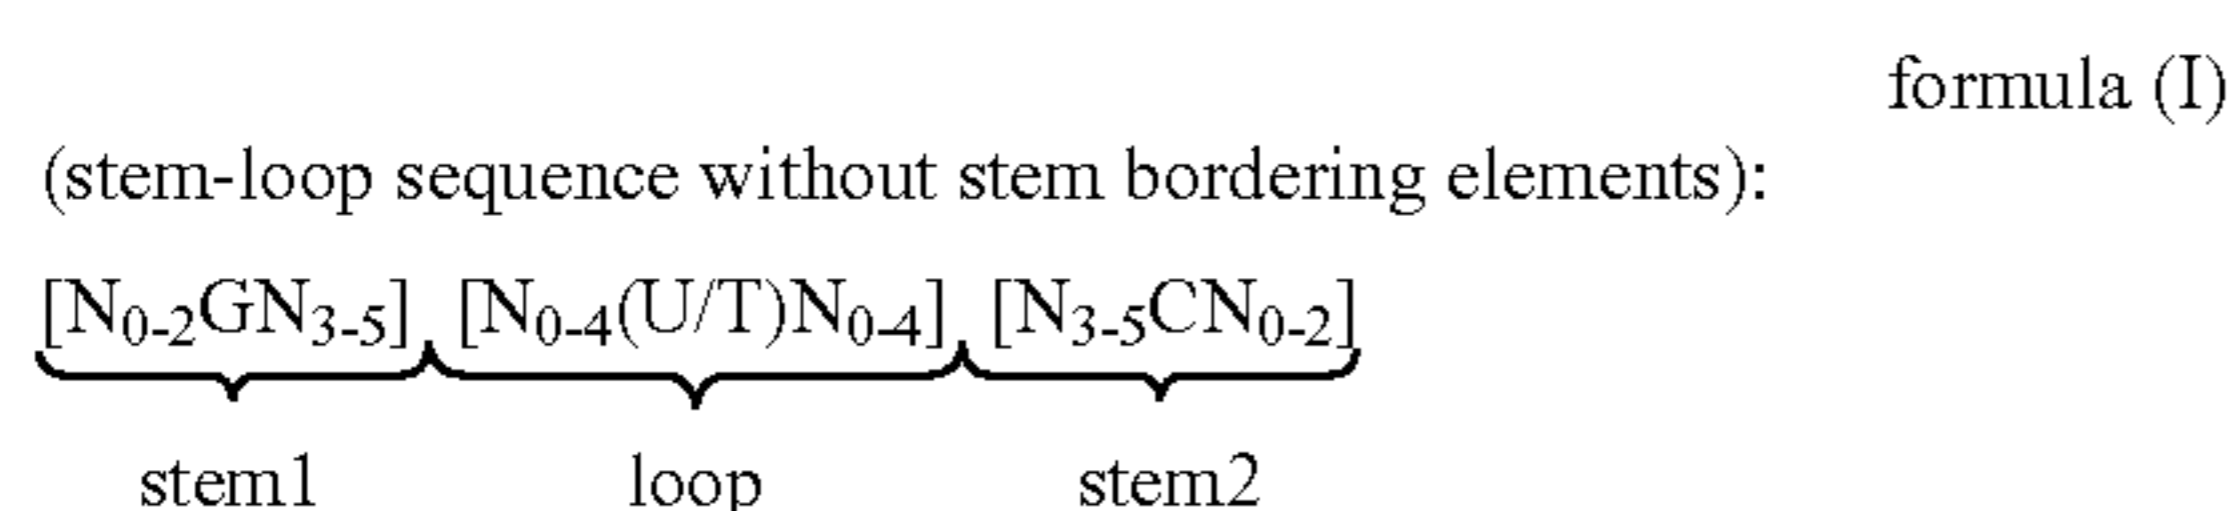 formula (I)
(stem-loop sequence without stem bordering elements):
[N0-2GN3-5] [N0-4(U/T)N0-4] [N3-5CN0-2]
stem1 loop stem2